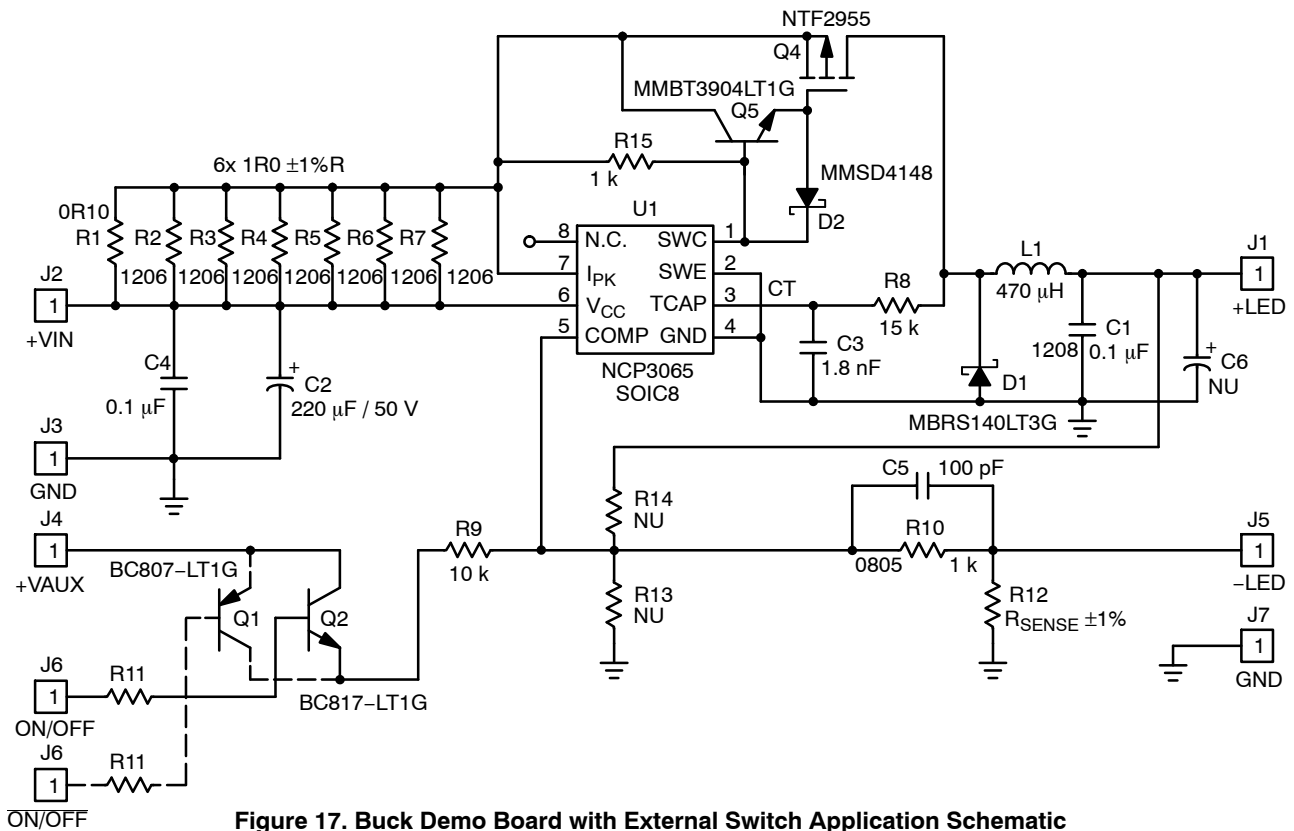 NTF2955
Q4
MMBT3904LT1G
Q5
R15
1 k
MMSD4148
D2
6x 1R0 ±1%R
0R10
R1 R2 R3 R4 R5 R6 R7
1206 1206 1206 1206 1206 1206
U1
8 N.C. SWC 1
7 IPK SWE 2
6 VCC TCAP 3
5 COMP GND 4
NCP3065
SOIC8
CT
R8
15 k
C3
1.8 nF
L1
470 μH
J1
1
+LED
C1
1208 0.1 μF
+
C6
NU
D1
MBRS140LT3G
J2
1
+VIN
C4
0.1 μF
+
C2
220 μF / 50 V
J3
1
GND
J4
1
+VAUX
BC807–LT1G
Q1 Q2
BC817–LT1G
J6
1
R11
ON/OFF
J6
1
R11
ON/OFF
R9
10 k
R14
NU
R13
NU
C5 100 pF
R10
0805 1 k
R12
RSENSE ±1%
J5
1
–LED
J7
1
GND
Figure 17. Buck Demo Board with External Switch Application Schematic